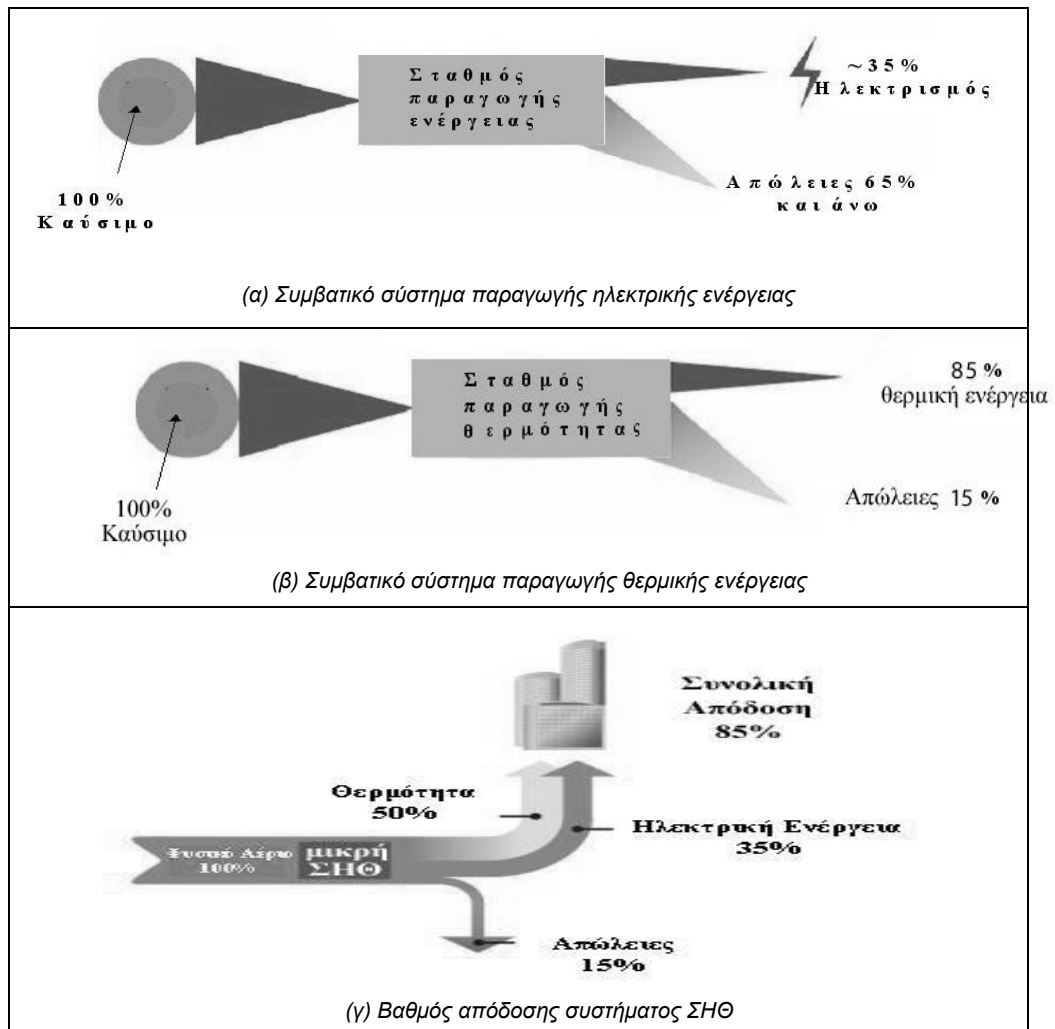 Σταθμός
παραγωγής
ενέργειας
~35%
Ηλεκτρισμός
100%
Καύσιμο
Απώλειες 65%
και άνω
(α) Συμβατικό σύστημα παραγωγής ηλεκτρικής ενέργειας
Σταθμός
παραγωγής
θερμότητας
85 %
θερμική ενέργεια
100%
Καύσιμο
Απώλειες 15 %
(β) Συμβατικό σύστημα παραγωγής θερμικής ενέργειας
Συνολική
Απόδοση
85%
Θερμότητα
50%
Ηλεκτρική Ενέργεια
35%
Φυσικό Αέριο
100%
μικρή
ΣΗΘ
Απώλειες
15%
(γ) Βαθμός απόδοσης συστήματος ΣΗΘ